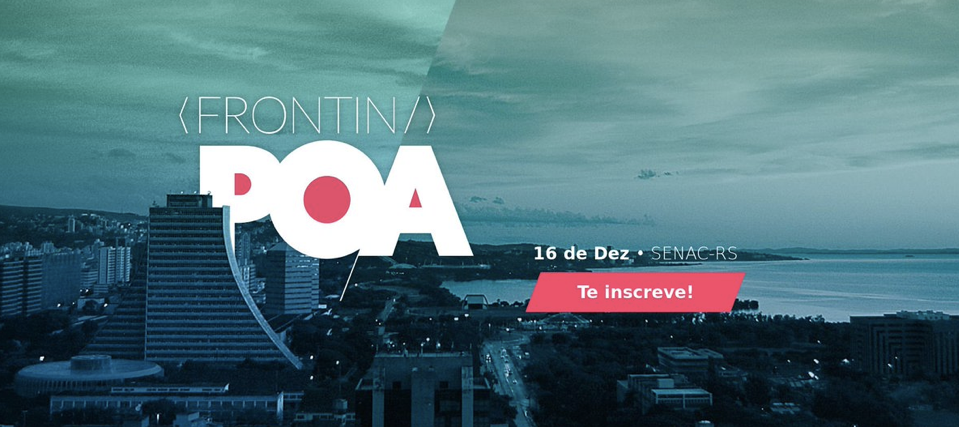 〈FRONTIN/〉
POA
16 de Dez • SENAC-RS
Te inscreve!